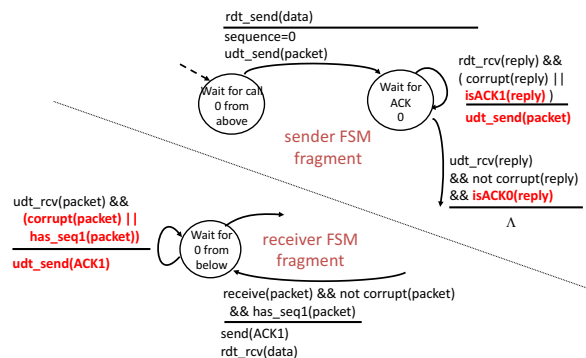 rdt_send(data)
sequence=0
udt_send(packet)
Wait for call
0 from
above
Wait for
ACK
0
rdt_rcv(reply) &&
( corrupt(reply) ||
isACK1(reply) )
udt_send(packet)
sender FSM
fragment
udt_rcv(reply)
&& not corrupt(reply)
&& isACK0(reply)
Λ
udt_rcv(packet) &&
(corrupt(packet) ||
has_seq1(packet))
udt_send(ACK1)
Wait for
0 from
below
receiver FSM
fragment
receive(packet) && not corrupt(packet)
&& has_seq1(packet)
send(ACK1)
rdt_rcv(data)